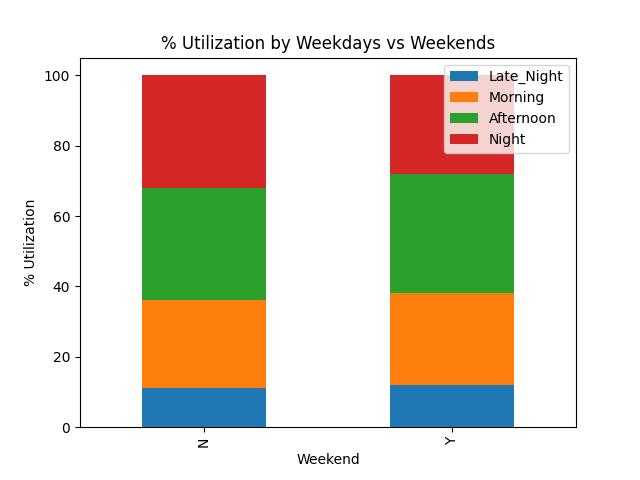 % Utilization by Weekdays vs Weekends
Late_Night
Morning
Afternoon
Night
100
80
60
40
20
0
% Utilization
N
Y
Weekend